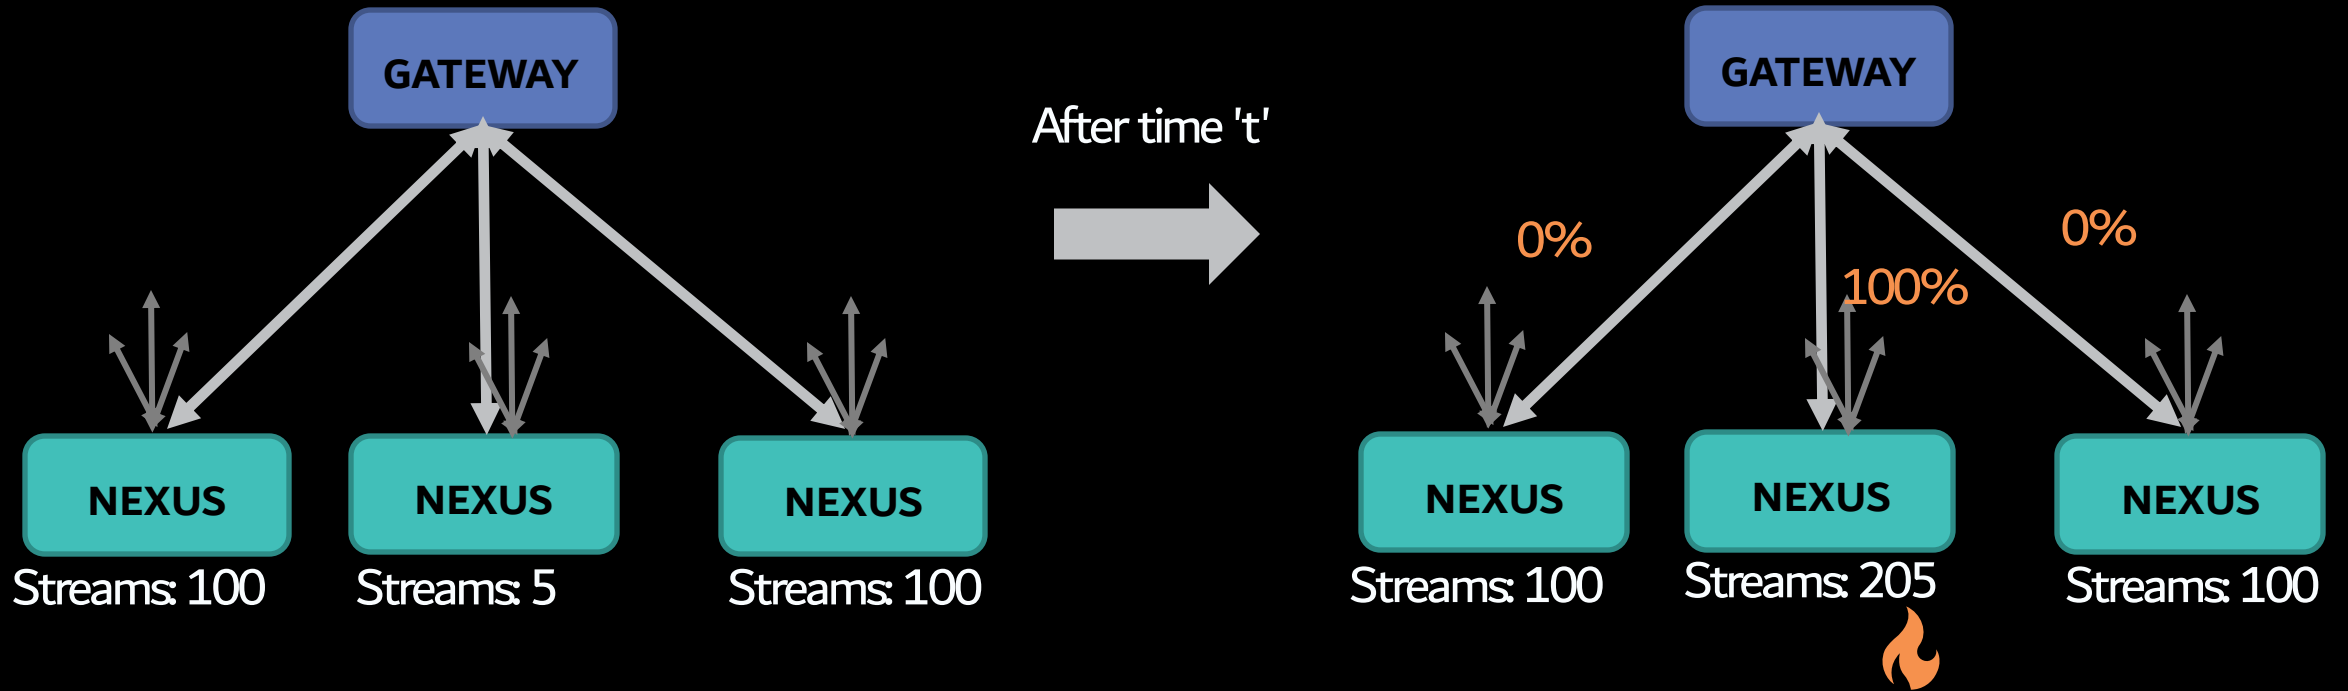 GATEWAY
NEXUS
NEXUS
NEXUS
Streams: 100
Streams: 5
Streams: 100
After time 't'
GATEWAY
0%
100%
0%
NEXUS
NEXUS
NEXUS
Streams: 100
Streams: 205
Streams: 100